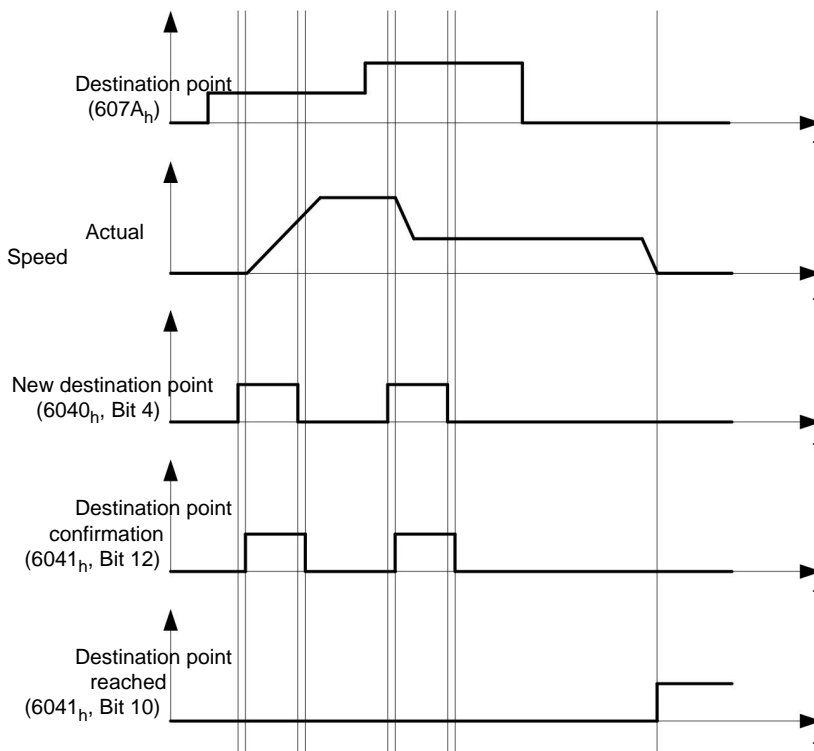 Destination point
(607Ah)
Actual
Speed
New destination point
(6040h, Bit 4)
Destination point
confirmation
(6041h, Bit 12)
Destination point
reached
(6041h, Bit 10)